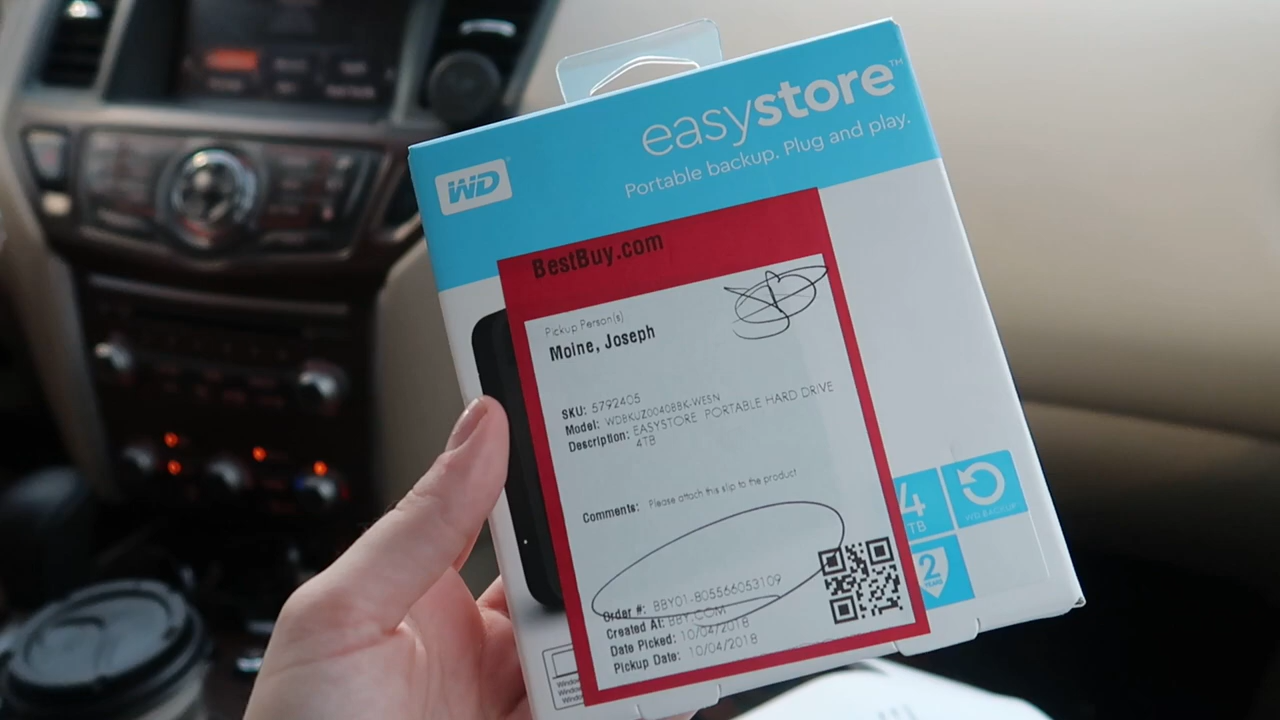 easystore™
Portable backup. Plug and play.
WD
BestBuy.com
Pickup Person(s)
Moine, Joseph
SKU: 5792405
Model: WDBKUZ0040BBK-WESN
Description: EASYSTORE PORTABLE HARD DRIVE
4TB
Comments: Please attach this slip to the product
Order #: BBY01-805566053109
Created At: BBY.COM
Date Picked: 10/04/2018
Pickup Date: 10/04/2018
4
TB
WD BACKUP
2
YEARS